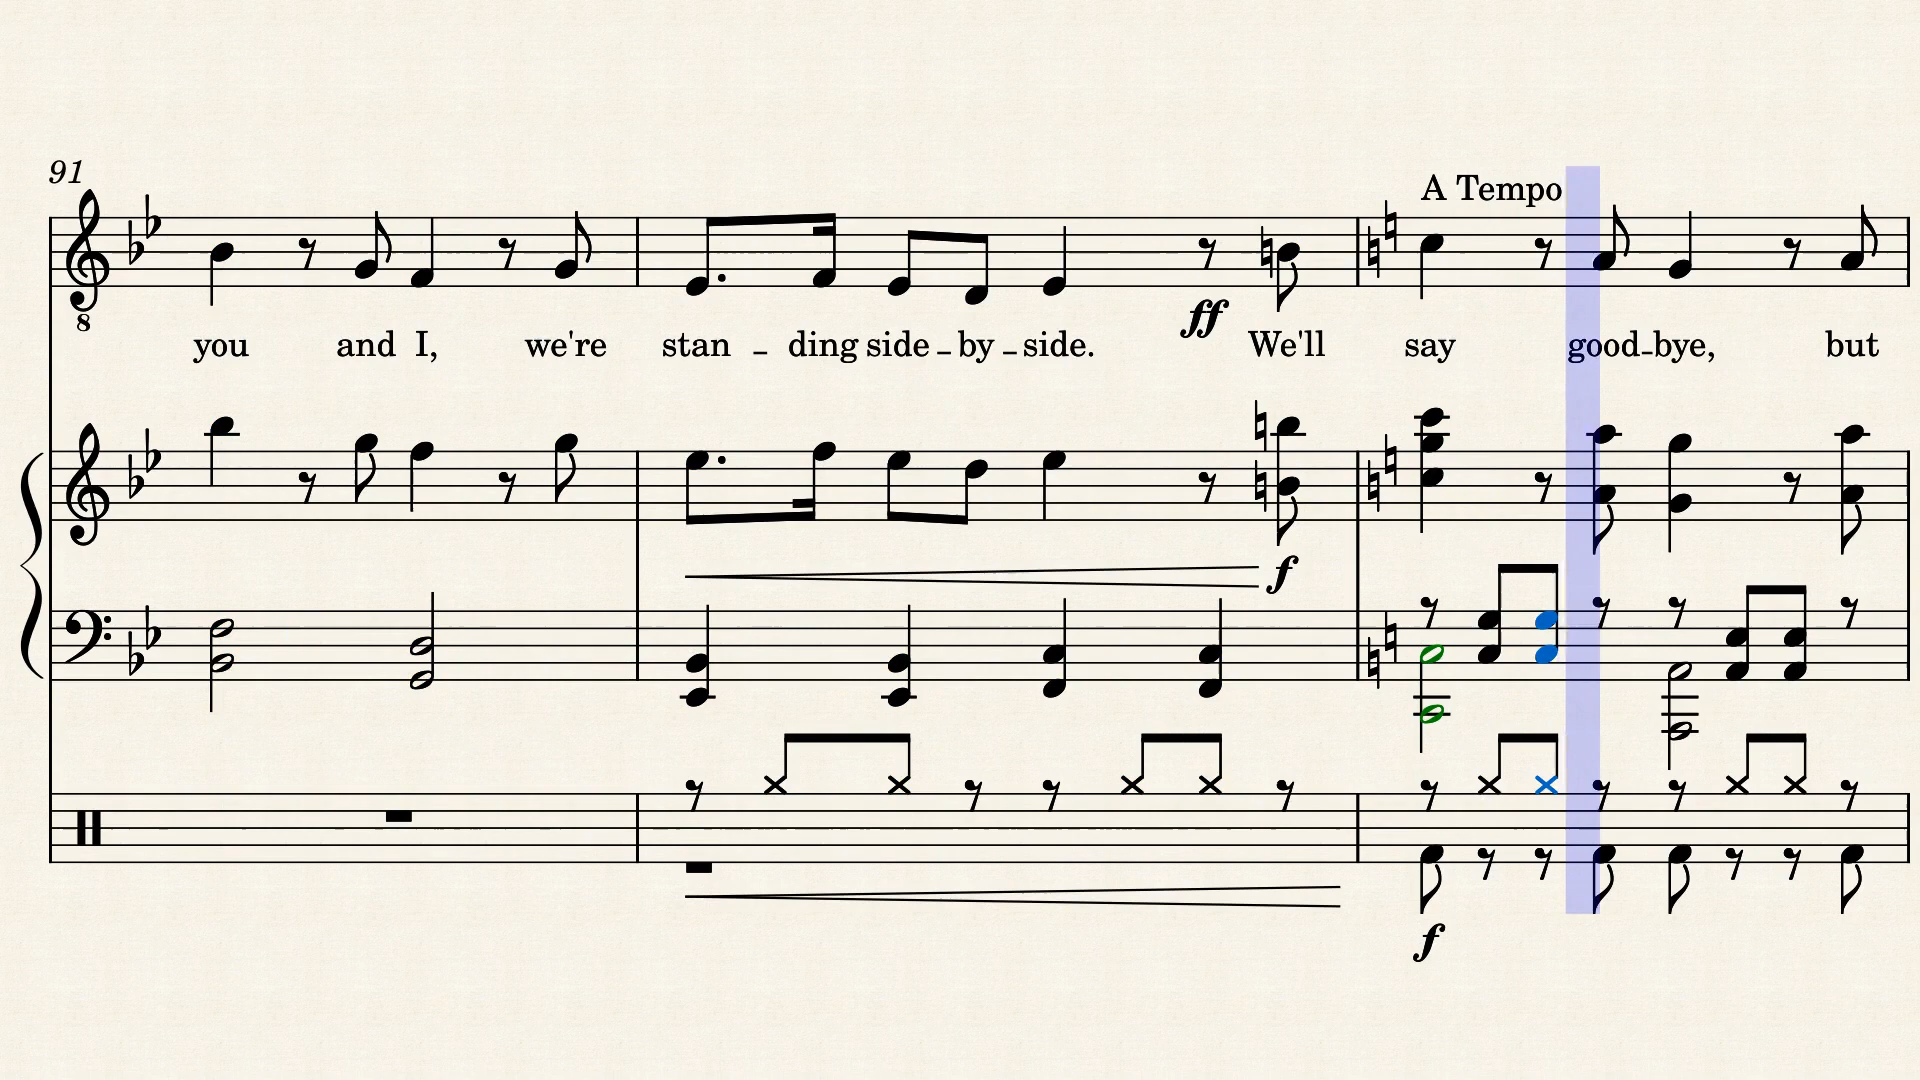 91
A Tempo
8
ff
you and I, we're stan - ding side - by - side. We'll say good - bye, but
f
f